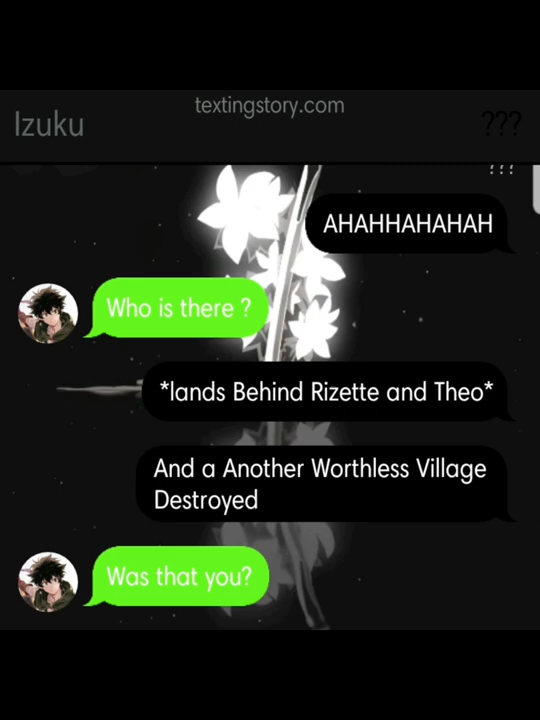 textingstory.com
Izuku
???
???
AHAHHAHAHAH
Who is there ?
*lands Behind Rizette and Theo*
And a Another Worthless Village
Destroyed
Was that you?